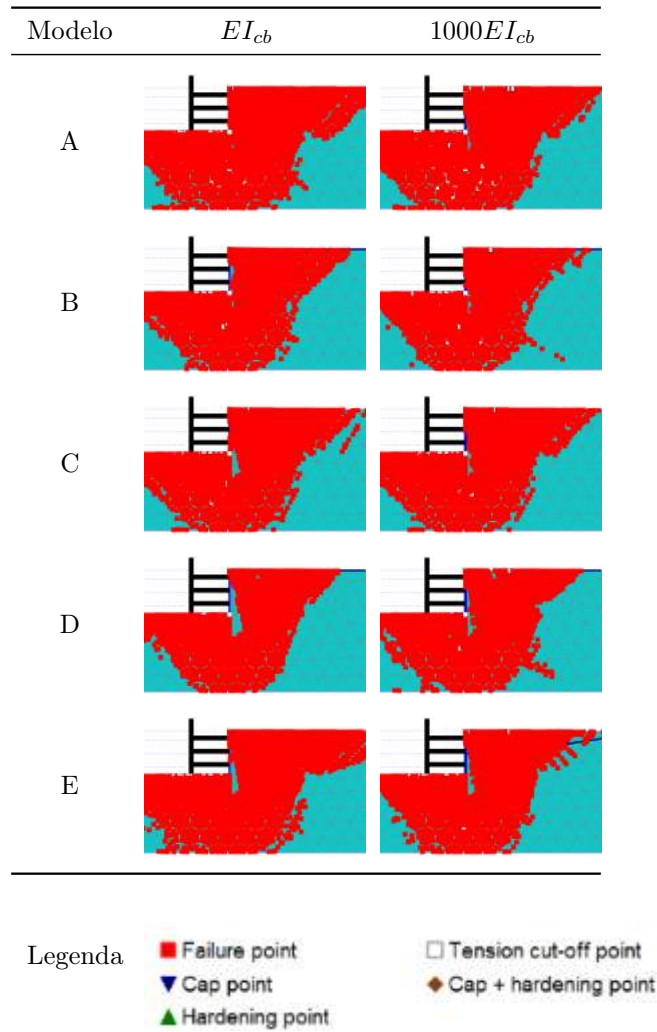 Modelo EI_cb 1000EI_cb
A
B
C
D
E
Legenda
Failure point
Tension cut-off point
Cap point
Cap + hardening point
Hardening point